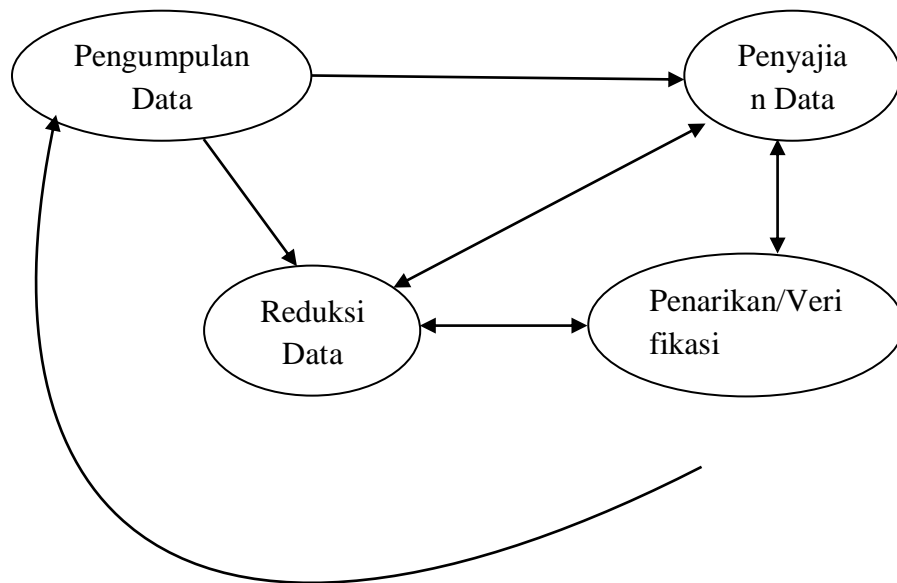 Pengumpulan
Data
Penyajia
n Data
Reduksi
Data
Penarikan/Veri
fikasi